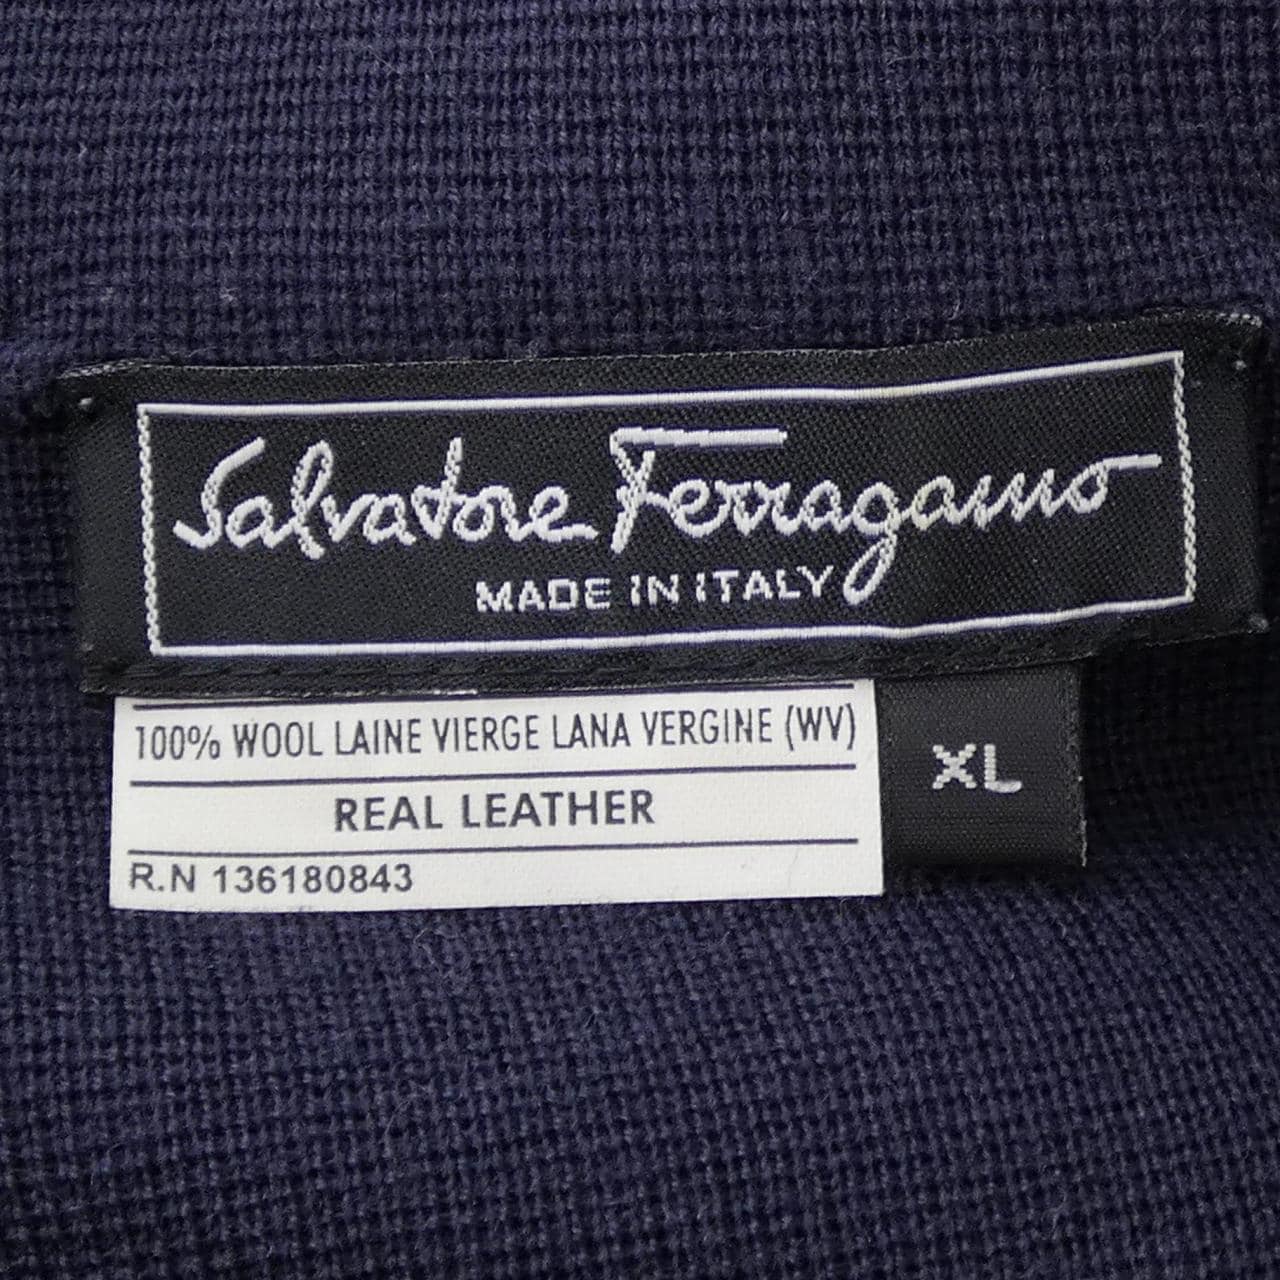 Salvatore Ferragamo
MADE IN ITALY
100% WOOL LAINE VIERGE LANA VERGINE (WV)
XL
REAL LEATHER
R.N 136180843